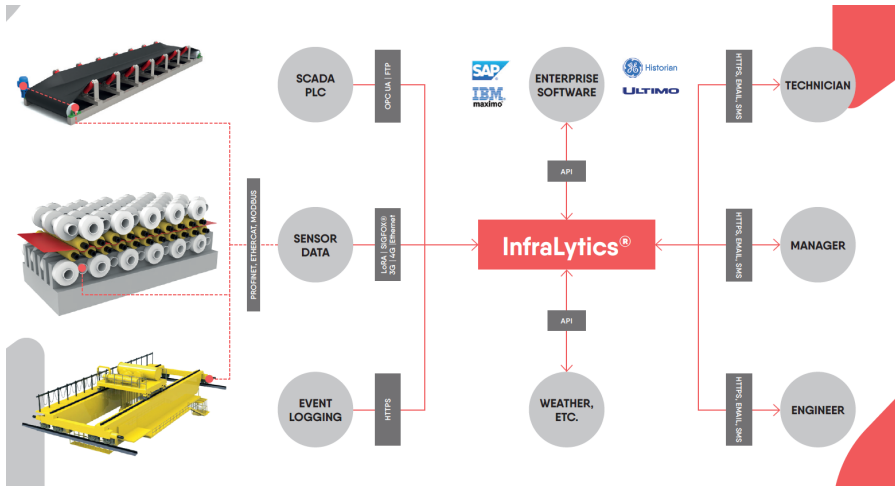 SCADA
PLC
OPC UA | FTP
SAP
IBM
maximo
ENTERPRISE
SOFTWARE
GE Historian
ULTIMO
HTTPS, EMAIL, SMS
TECHNICIAN
API
PROFINET, ETHERCAT, MODBUS
SENSOR
DATA
LoRA | SIGFOX®
3G | 4G |Ethernet
InfraLytics®
HTTPS, EMAIL, SMS
MANAGER
API
EVENT
LOGGING
HTTPS
WEATHER,
ETC.
HTTPS, EMAIL, SMS
ENGINEER